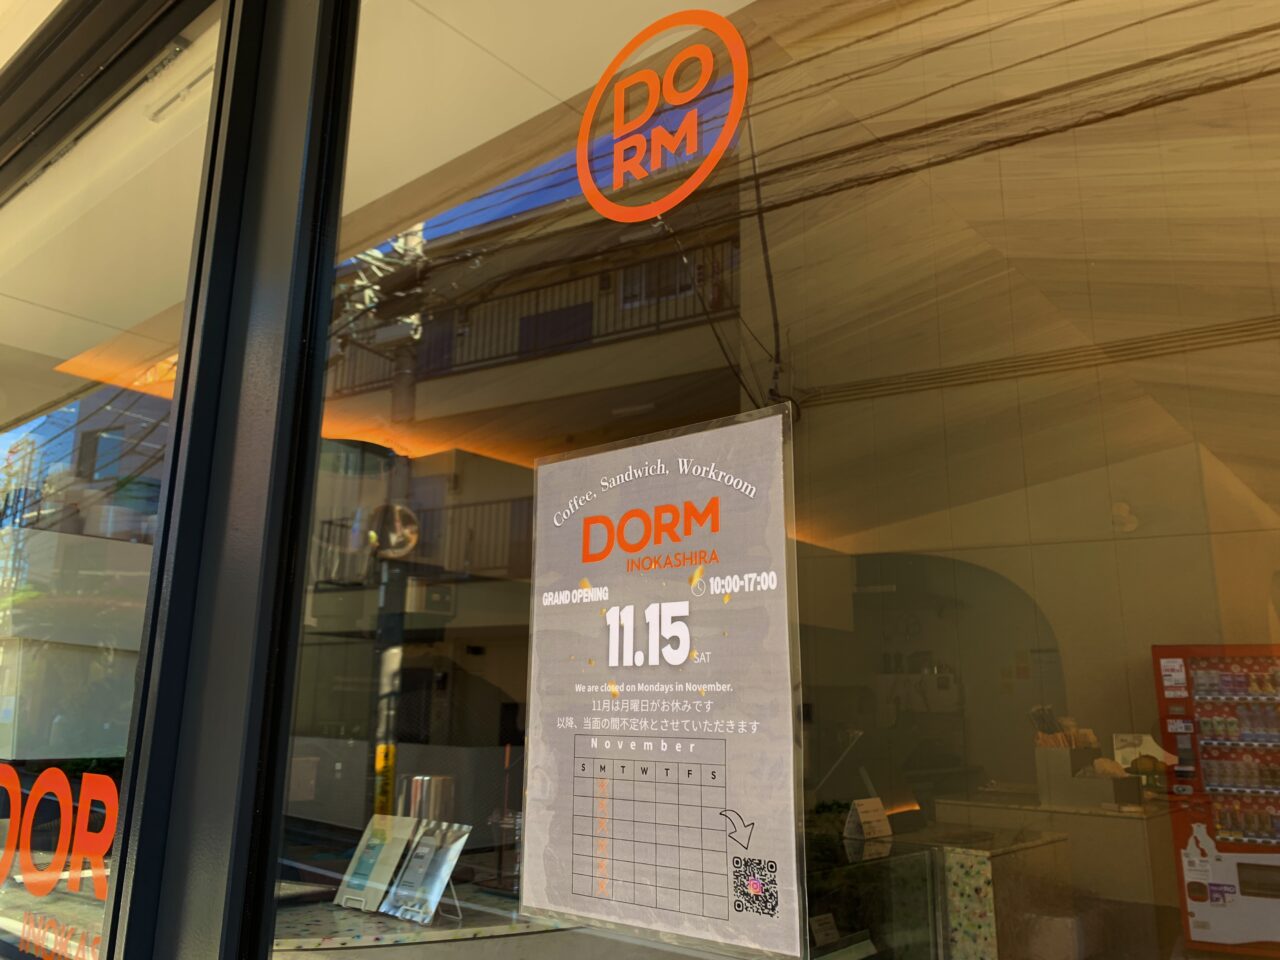 DO
RM
Coffee, Sandwich, Workroom
DORM
INOKASHIRA
GRAND OPENING
10:00-17:00
11.15 SAT
We are closed on Mondays in November.
11月は月曜日がお休みです
以降、当面の間不定休とさせていただきます
November
S M T W T F S
DOR
INOKAS